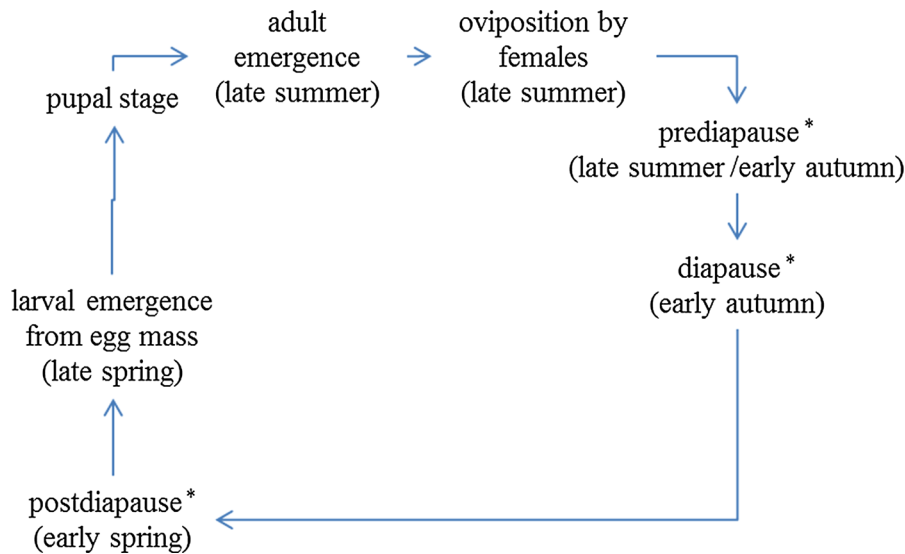 pupal stage
adult
emergence
(late summer)
oviposition by
females
(late summer)
prediapause*
(late summer/early autumn)
diapause*
(early autumn)
postdiapause*
(early spring)
larval emergence
from egg mass
(late spring)